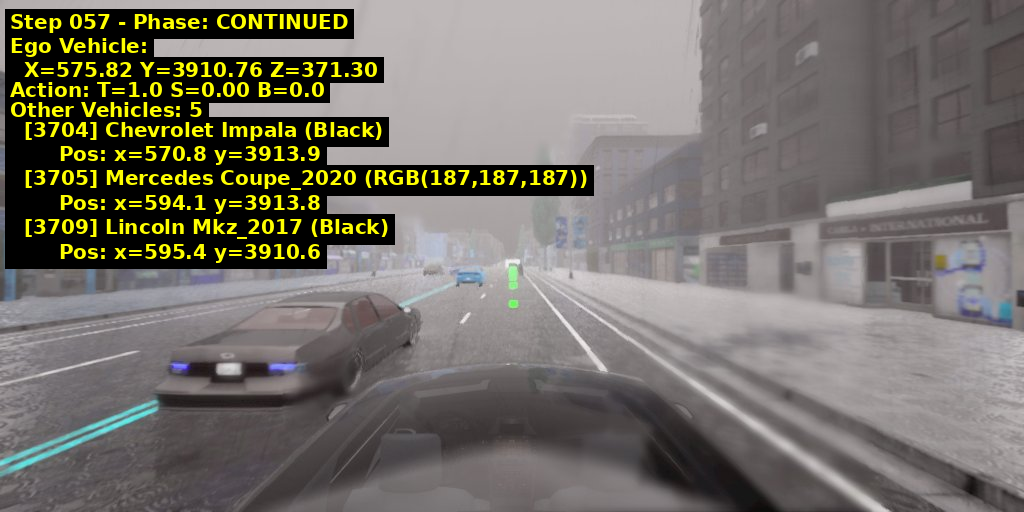 Step 057 - Phase: CONTINUED
Ego Vehicle:
X=575.82 Y=3910.76 Z=371.30
Action: T=1.0 S=0.00 B=0.0
Other Vehicles: 5
[3704] Chevrolet Impala (Black)
Pos: x=570.8 y=3913.9
[3705] Mercedes Coupe_2020 (RGB(187,187,187))
Pos: x=594.1 y=3913.8
[3709] Lincoln Mkz_2017 (Black)
Pos: x=595.4 y=3910.6
INTERNATIONAL